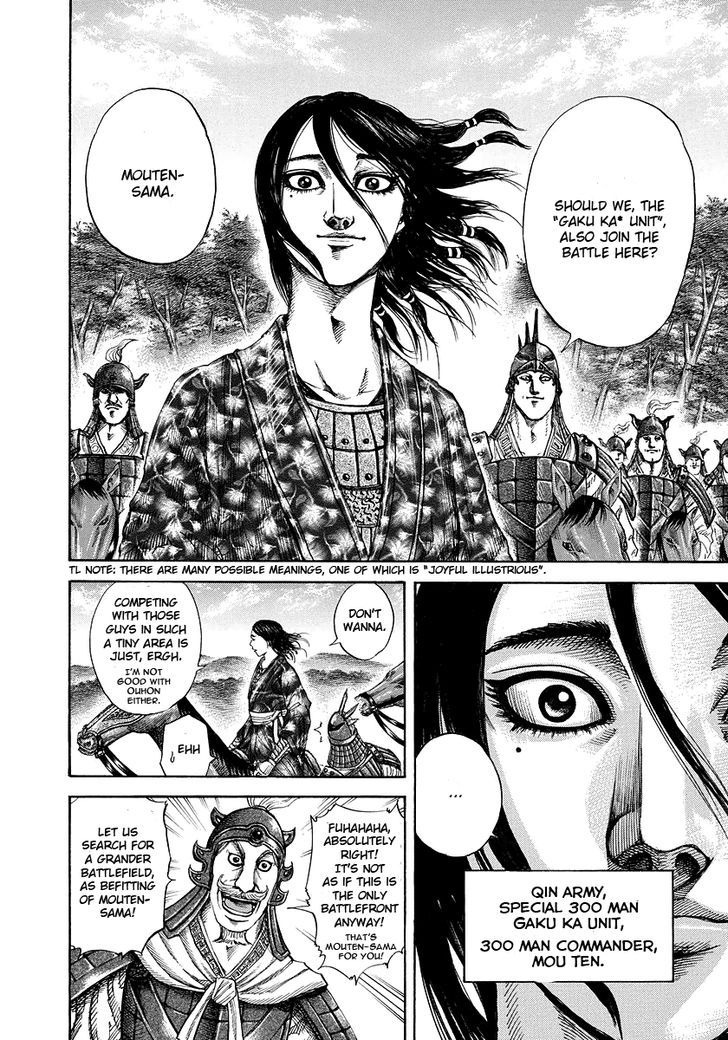 SHOULD WE, THE
"GAKU KA* UNIT",
ALSO JOIN THE
BATTLE HERE?
MOUTEN-
SAMA.
TL NOTE: THERE ARE MANY POSSIBLE MEANINGS, ONE OF WHICH IS "JOYFUL ILLUSTRIOUS".
...
QIN ARMY,
SPECIAL 300 MAN
GAKU KA UNIT,
300 MAN COMMANDER,
MOU TEN.
DON'T
WANNA.
COMPETING
WITH THOSE
GUYS IN SUCH
A TINY AREA IS
JUST, ERGH.
I'M NOT
GOOD WITH
OUHON
EITHER.
EHH
FUHAHAHA,
ABSOLUTELY
RIGHT!
IT'S NOT
AS IF THIS IS
THE ONLY
BATTLEFRONT
ANYWAY!
THAT'S
MOUTEN-SAMA
FOR YOU!
LET US
SEARCH FOR
A GRANDER
BATTLEFIELD,
AS BEFITTING
OF MOUTEN-
SAMA!